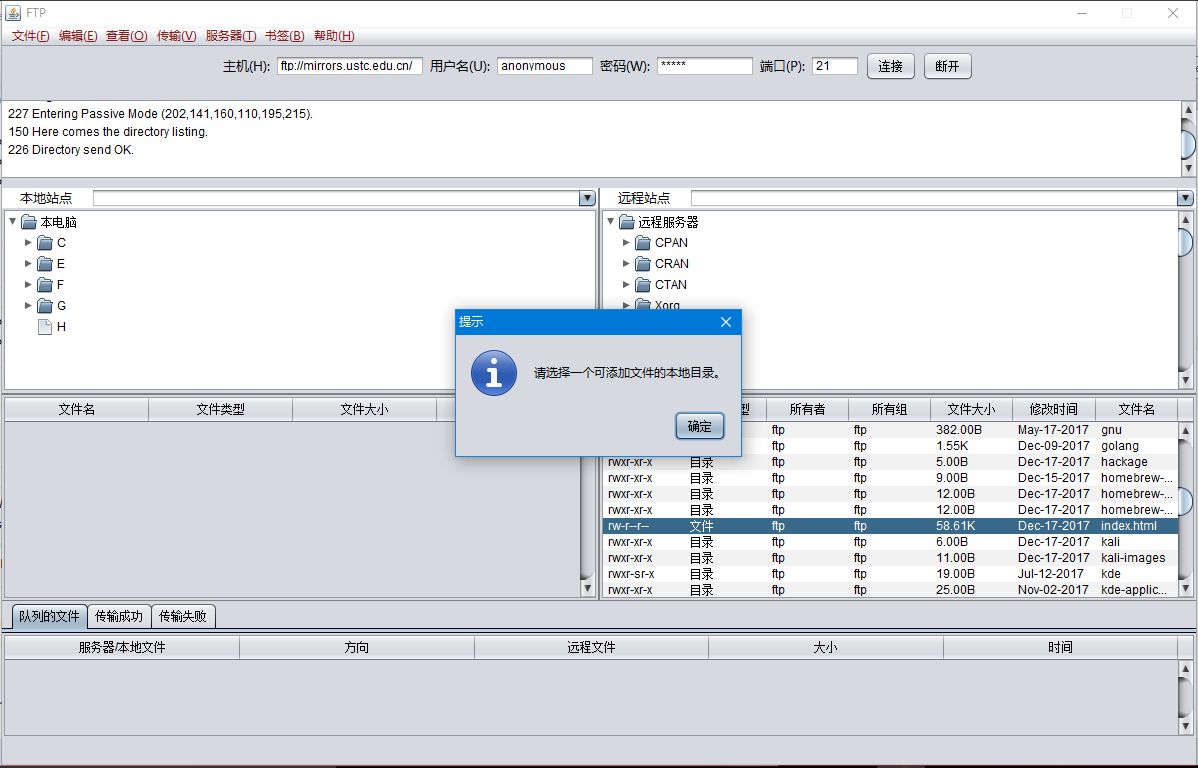 FTP
文件(F) 编辑(E) 查看(O) 传输(V) 服务器(T) 书签(B) 帮助(H)
主机(H): ftp://mirrors.ustc.edu.cn/ 用户名(U): anonymous 密码(W): ***** 端口(P): 21 连接 断开
227 Entering Passive Mode (202,141,160,110,195,215).
150 Here comes the directory listing.
226 Directory send OK.
本地站点 远程站点
本电脑
C
E
F
G
H
远程服务器
CPAN
CRAN
CTAN
Xorg
提示
请选择一个可添加文件的本地目录。
确定
文件名 文件类型 文件大小
型 所有者 所有组 文件大小 修改时间 文件名
ftp ftp 382.00B May-17-2017 gnu
ftp ftp 1.55K Dec-09-2017 golang
rwxr-xr-x 目录 ftp ftp 5.00B Dec-17-2017 hackage
rwxr-xr-x 目录 ftp ftp 9.00B Dec-15-2017 homebrew-...
rwxr-xr-x 目录 ftp ftp 12.00B Dec-17-2017 homebrew-...
rwxr-xr-x 目录 ftp ftp 12.00B Dec-17-2017 homebrew-...
rw-r--r-- 文件 ftp ftp 58.61K Dec-17-2017 index.html
rwxr-xr-x 目录 ftp ftp 6.00B Dec-17-2017 kali
rwxr-xr-x 目录 ftp ftp 11.00B Dec-17-2017 kali-images
rwxr-sr-x 目录 ftp ftp 19.00B Jul-12-2017 kde
rwxr-xr-x 目录 ftp ftp 25.00B Nov-02-2017 kde-applic...
队列的文件 传输成功 传输失败
服务器/本地文件 方向 远程文件 大小 时间